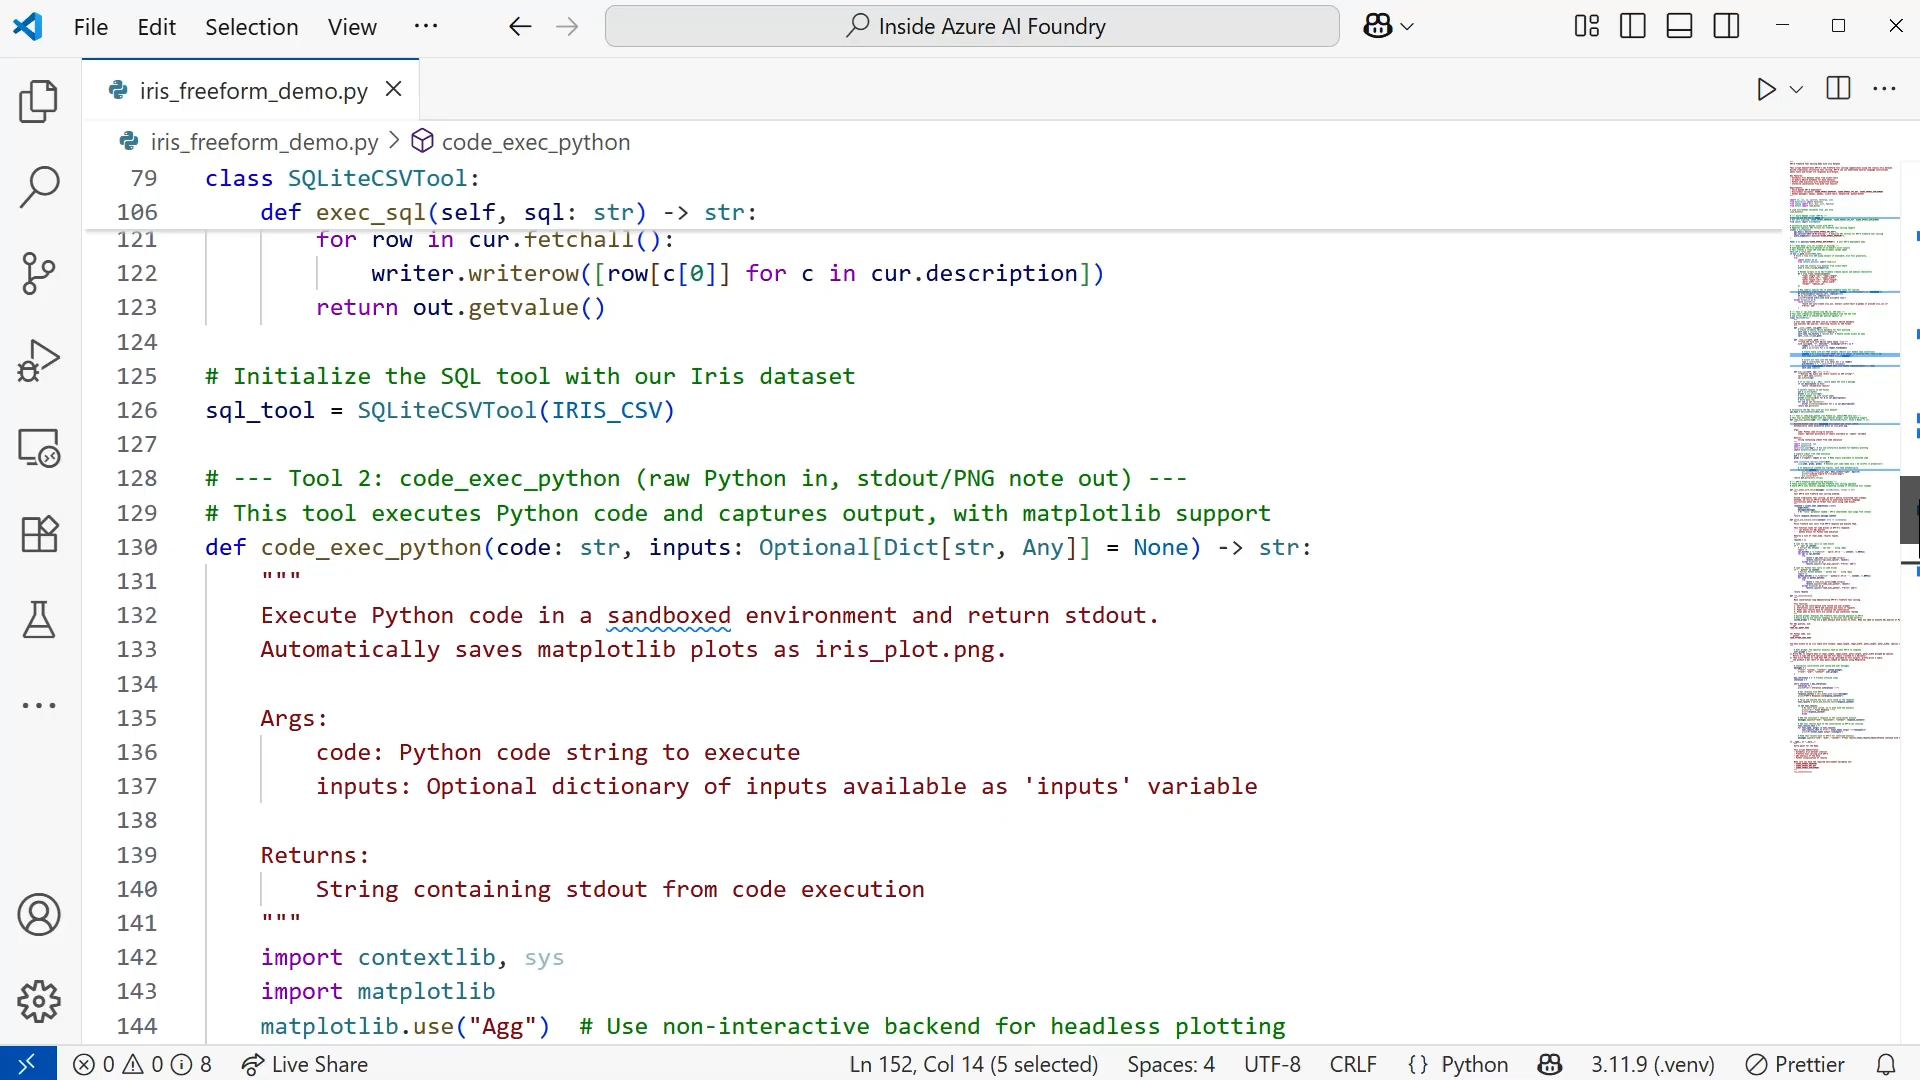 File Edit Selection View ···
Inside Azure AI Foundry
iris_freeform_demo.py
iris_freeform_demo.py > code_exec_python
79 class SQLiteCSVTool:
106 def exec_sql(self, sql: str) -> str:
121 for row in cur.fetchall():
122 writer.writerow([row[c[0]] for c in cur.description])
123 return out.getvalue()
124
125 # Initialize the SQL tool with our Iris dataset
126 sql_tool = SQLiteCSVTool(IRIS_CSV)
127
128 # --- Tool 2: code_exec_python (raw Python in, stdout/PNG note out) ---
129 # This tool executes Python code and captures output, with matplotlib support
130 def code_exec_python(code: str, inputs: Optional[Dict[str, Any]] = None) -> str:
131 """
132 Execute Python code in a sandboxed environment and return stdout.
133 Automatically saves matplotlib plots as iris_plot.png.
134
135 Args:
136 code: Python code string to execute
137 inputs: Optional dictionary of inputs available as 'inputs' variable
138
139 Returns:
140 String containing stdout from code execution
141 """
142 import contextlib, sys
143 import matplotlib
144 matplotlib.use("Agg") # Use non-interactive backend for headless plotting
0 0 8 Live Share Ln 152, Col 14 (5 selected) Spaces: 4 UTF-8 CRLF {} Python 3.11.9 (.venv) Prettier